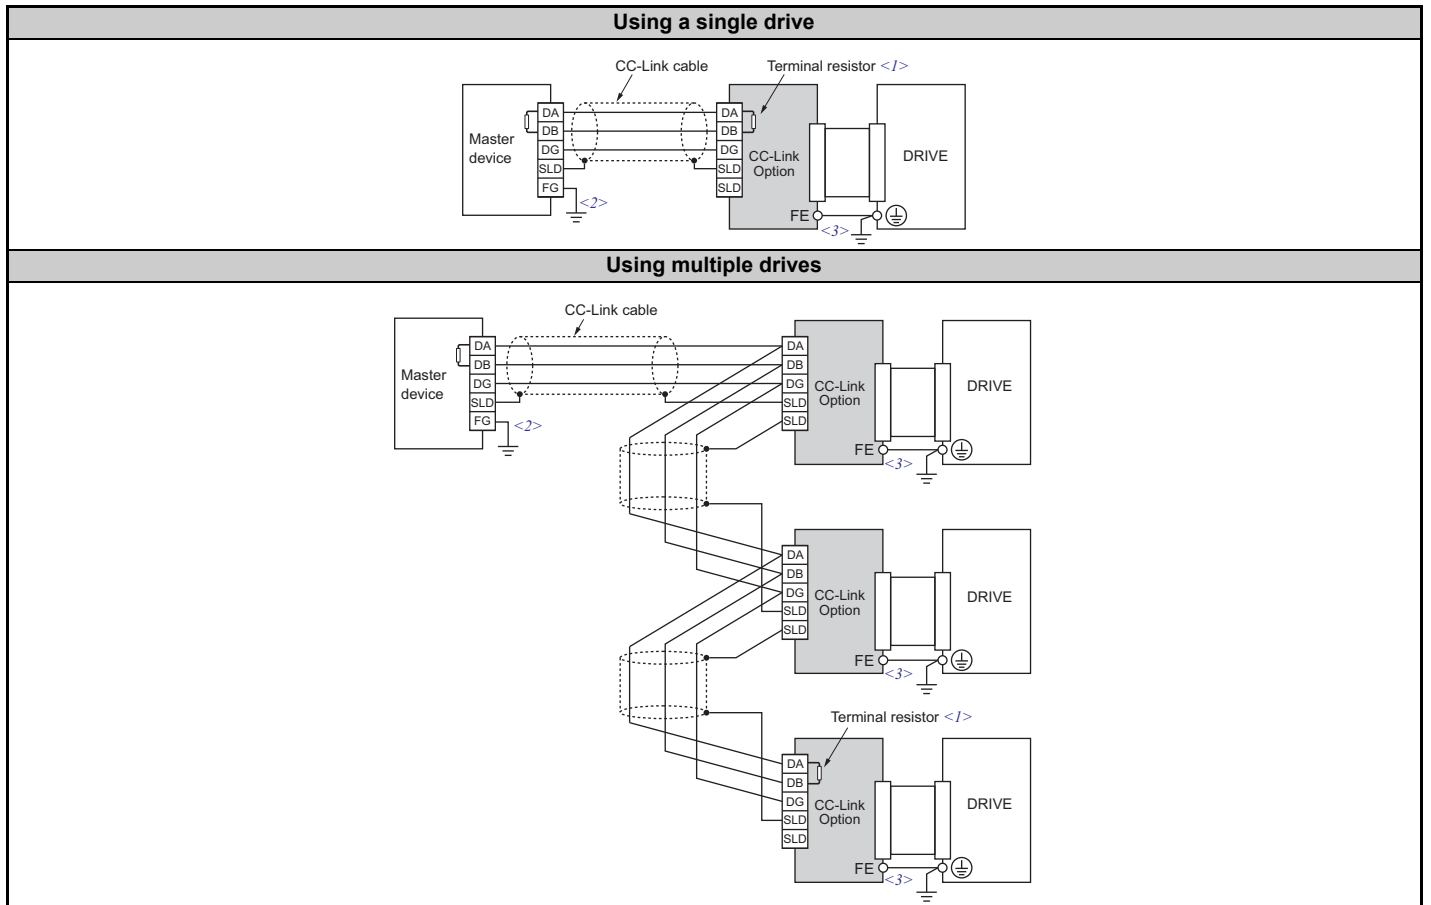 Using a single drive
CC-Link cable
Terminal resistor <1>
Master
device
DA
DB
DG
SLD
FG
<2>
DA
DB
DG
SLD
SLD
CC-Link
Option
FE
<3>
DRIVE
Using multiple drives
CC-Link cable
Master
device
DA
DB
DG
SLD
FG
<2>
DA
DB
DG
SLD
SLD
CC-Link
Option
FE
<3>
DRIVE
DA
DB
DG
SLD
SLD
CC-Link
Option
FE
<3>
DRIVE
Terminal resistor <1>
DA
DB
DG
SLD
SLD
CC-Link
Option
FE
<3>
DRIVE